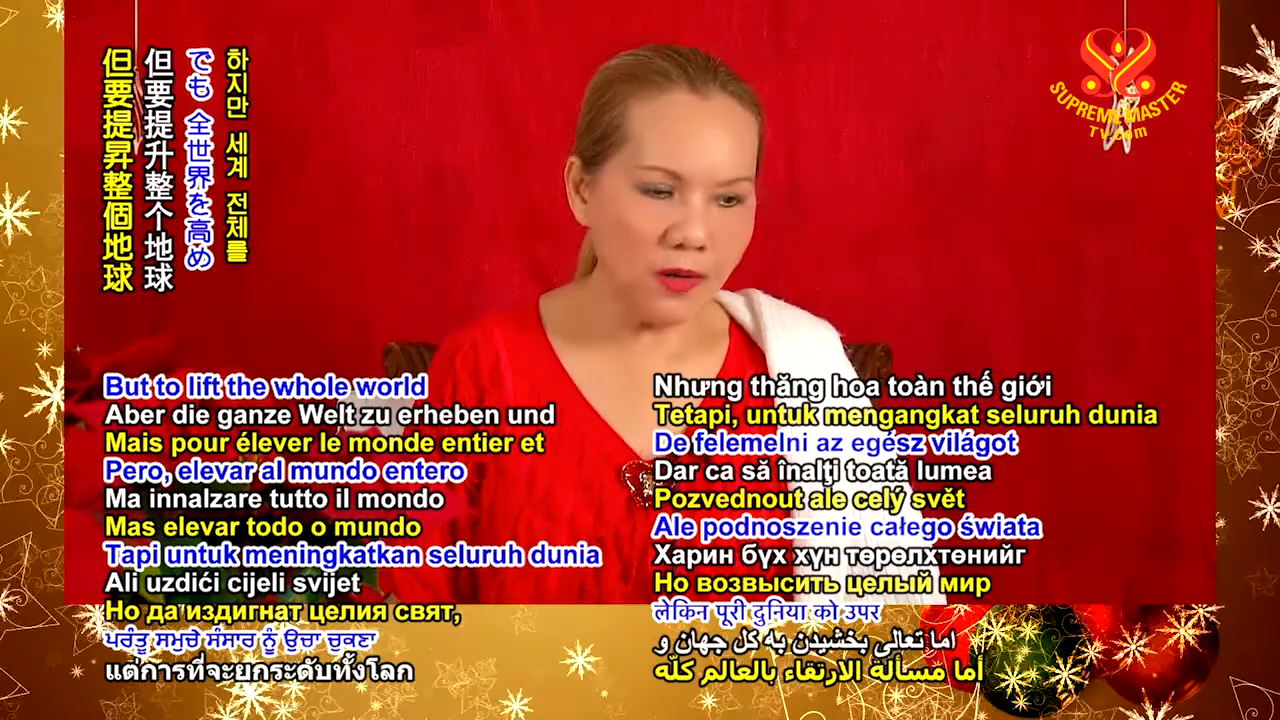 하지만 세계 전체를
でも 全世界を高め
但要提升整个地球
但要提昇整個地球
SUPREME MASTER
TV.com
But to lift the whole world
Aber die ganze Welt zu erheben und
Mais pour élever le monde entier et
Pero, elevar al mundo entero
Ma innalzare tutto il mondo
Mas elevar todo o mundo
Tapi untuk meningkatkan seluruh dunia
Ali uzdići cijeli svijet
Но да издигнат целия свят,
ਪਰੰਤੂ ਸਮੁਚੇ ਸੰਸਾਰ ਨੂੰ ਉਚਾ ਚੁਕਣਾ
แต่การที่จะยกระดับทั้งโลก
Nhưng thăng hoa toàn thế giới
Tetapi, untuk mengangkat seluruh dunia
De felemelni az egész világot
Dar ca să înalţi toată lumea
Pozvednout ale celý svět
Ale podnoszenie całego świata
Харин бүх хүн төрөлхтөнийг
Но возвысить целый мир
लेकिन पूरी दुनिया को उपर
اما تعالی بخشیدن به کل جهان و
أما مسألة الارتقاء بالعالم كلّه